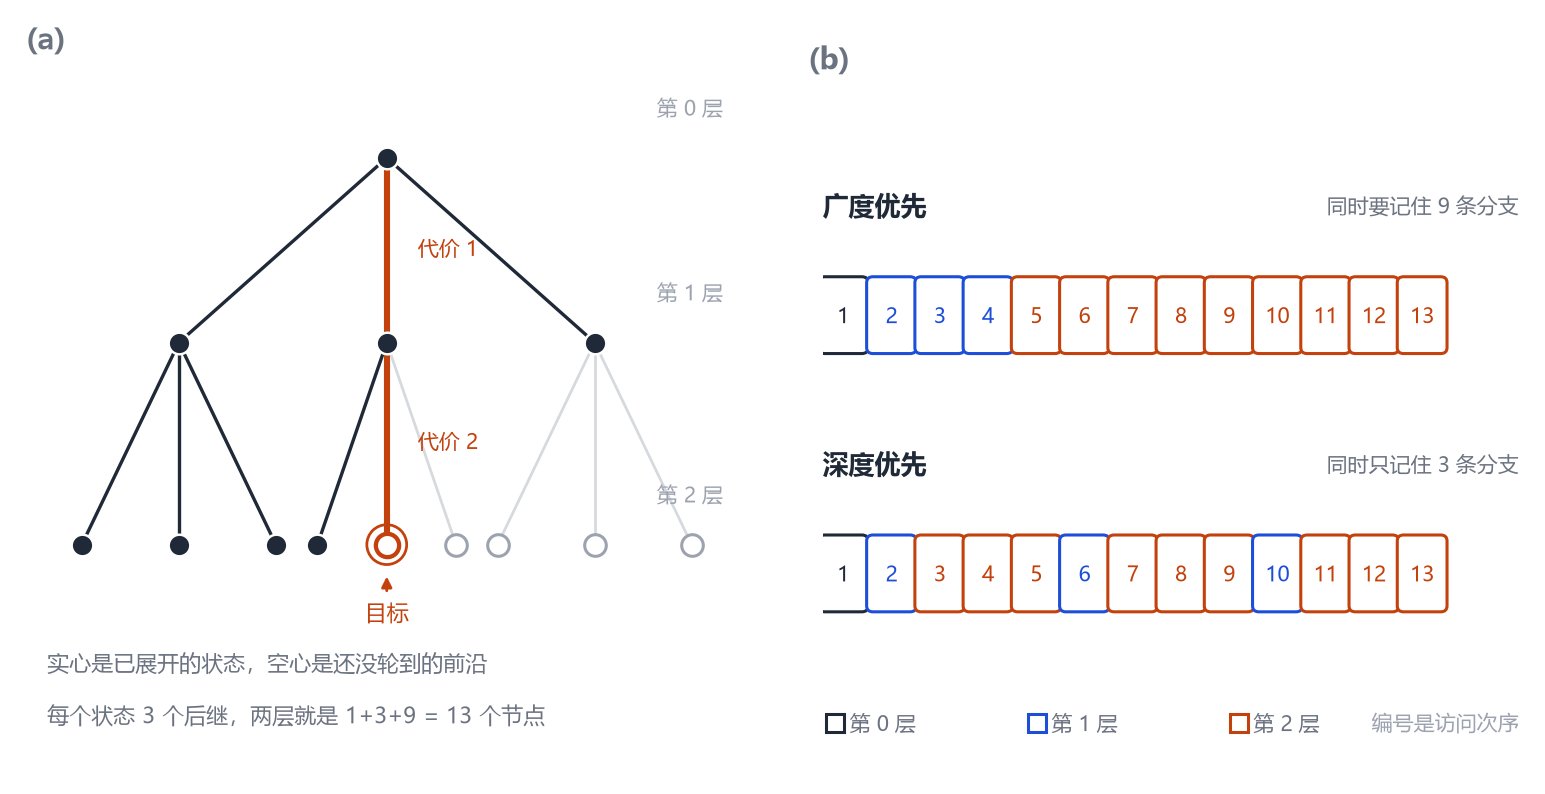 (a)
第 0 层
代价 1
第 1 层
代价 2
第 2 层
目标
实心是已展开的状态，空心是还没轮到的前沿
每个状态 3 个后继，两层就是 1+3+9 = 13 个节点
(b)
广度优先 同时要记住 9 条分支
1 2 3 4 5 6 7 8 9 10 11 12 13
深度优先 同时只记住 3 条分支
1 2 3 4 5 6 7 8 9 10 11 12 13
第 0 层 第 1 层 第 2 层 编号是访问次序